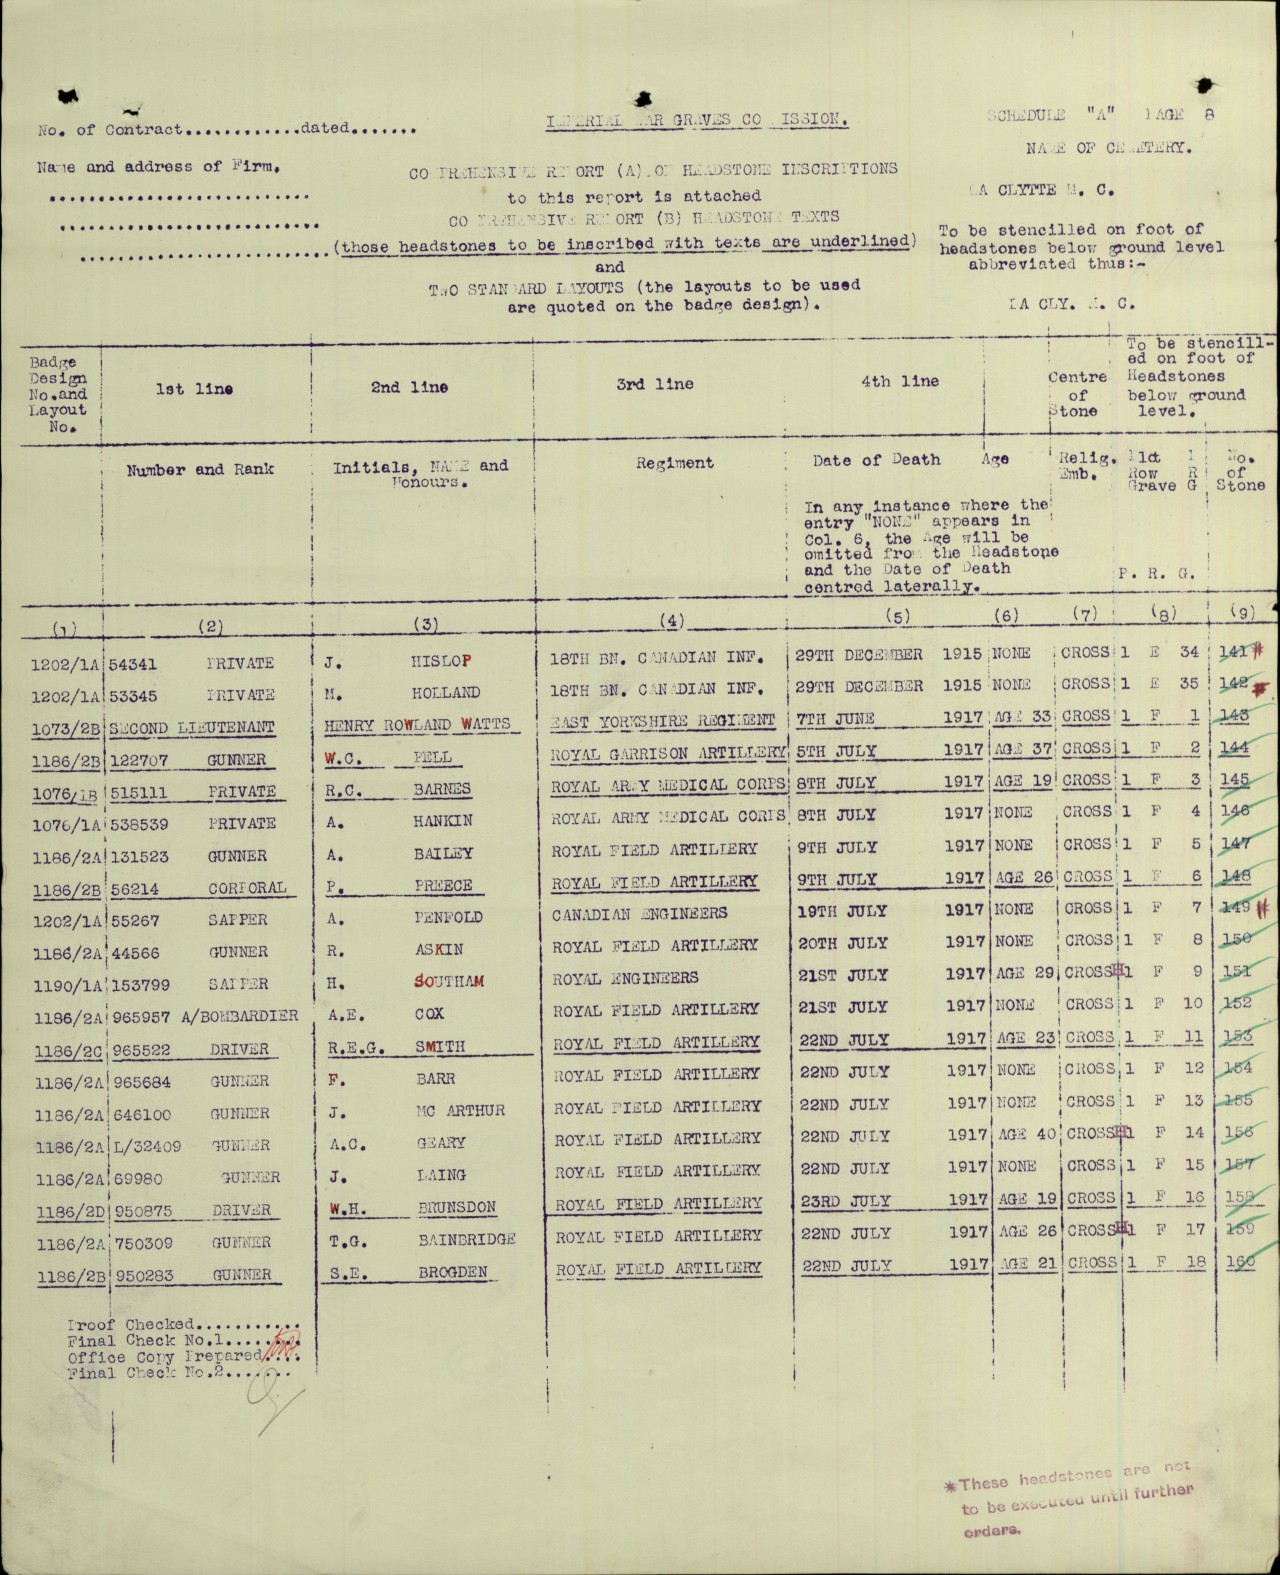 No. of Contract............dated.......
IMPERIAL WAR GRAVES COMMISSION.
SCHEDULE "A" PAGE 8
Name and address of Firm.
NAME OF CEMETERY.
COMPREHENSIVE REPORT (A) OF HEADSTONE INSCRIPTIONS
to this report is attached
LA CLYTTE M. C.
COMPREHENSIVE REPORT (B) HEADSTONE TEXTS
(those headstones to be inscribed with texts are underlined)
and
TWO STANDARD LAYOUTS (the layouts to be used
are quoted on the badge design).
To be stencilled on foot of
headstones below ground level
abbreviated thus:-
LA CLY. M. C.
Badge Design No.and Layout No.
1st line
2nd line
3rd line
4th line
Centre of Stone
To be stencill-
ed on foot of
Headstones
below ground
level.
Number and Rank
Initials, NAME and Honours.
Regiment
Date of Death Age
Relig. Emb.
Plot P
Row R
Grave G
No. of Stone
In any instance where the
entry "NONE" appears in
Col. 6, the Age will be
omitted from the Headstone
and the Date of Death
centred laterally.
P. R. G.
(1) (2) (3) (4) (5) (6) (7) (8) (9)
1202/1A 54341 PRIVATE J. HISLOP 18TH BN. CANADIAN INF. 29TH DECEMBER 1915 NONE CROSS 1 E 34 141*
1202/1A 53345 PRIVATE M. HOLLAND 18TH BN. CANADIAN INF. 29TH DECEMBER 1915 NONE CROSS 1 E 35 142*
1073/2B SECOND LIEUTENANT HENRY ROWLAND WATTS EAST YORKSHIRE REGIMENT 7TH JUNE 1917 AGE 33 CROSS 1 F 1 143
1186/2B 122707 GUNNER W.C. PELL ROYAL GARRISON ARTILLERY 5TH JULY 1917 AGE 37 CROSS 1 F 2 144
1076/1B 515111 PRIVATE R.C. BARNES ROYAL ARMY MEDICAL CORPS 8TH JULY 1917 AGE 19 CROSS 1 F 3 145
1076/1A 538539 PRIVATE A. HANKIN ROYAL ARMY MEDICAL CORPS 8TH JULY 1917 NONE CROSS 1 F 4 146
1186/2A 131523 GUNNER A. BAILEY ROYAL FIELD ARTILLERY 9TH JULY 1917 NONE CROSS 1 F 5 147
1186/2B 56214 CORPORAL P. PREECE ROYAL FIELD ARTILLERY 9TH JULY 1917 AGE 26 CROSS 1 F 6 148
1202/1A 55267 SAPPER A. PENFOLD CANADIAN ENGINEERS 19TH JULY 1917 NONE CROSS 1 F 7 149*
1186/2A 44566 GUNNER R. ASKIN ROYAL FIELD ARTILLERY 20TH JULY 1917 NONE CROSS 1 F 8 150
1190/1A 153799 SAPPER H. SOUTHAM ROYAL ENGINEERS 21ST JULY 1917 AGE 29 CROSS H 1 F 9 151
1186/2A 965957 A/BOMBARDIER A.E. COX ROYAL FIELD ARTILLERY 21ST JULY 1917 NONE CROSS 1 F 10 152
1186/2C 965522 DRIVER R.E.G. SMITH ROYAL FIELD ARTILLERY 22ND JULY 1917 AGE 23 CROSS 1 F 11 153
1186/2A 965684 GUNNER F. BARR ROYAL FIELD ARTILLERY 22ND JULY 1917 NONE CROSS 1 F 12 154
1186/2A 646100 GUNNER J. MC ARTHUR ROYAL FIELD ARTILLERY 22ND JULY 1917 NONE CROSS 1 F 13 155
1186/2A L/32409 GUNNER A.C. GEARY ROYAL FIELD ARTILLERY 22ND JULY 1917 AGE 40 CROSS H 1 F 14 156
1186/2A 69980 GUNNER J. LAING ROYAL FIELD ARTILLERY 22ND JULY 1917 NONE CROSS 1 F 15 157
1186/2D 950875 DRIVER W.H. BRUNSDON ROYAL FIELD ARTILLERY 23RD JULY 1917 AGE 19 CROSS 1 F 16 158
1186/2A 750309 GUNNER T.G. BAINBRIDGE ROYAL FIELD ARTILLERY 22ND JULY 1917 AGE 26 CROSS H 1 F 17 159
1186/2B 950283 GUNNER S.E. BROGDEN ROYAL FIELD ARTILLERY 22ND JULY 1917 AGE 21 CROSS 1 F 18 160
Proof Checked...........
Final Check No.1........
Office Copy Prepared....
Final Check No.2.......
*These headstones are not
to be executed until further
orders.